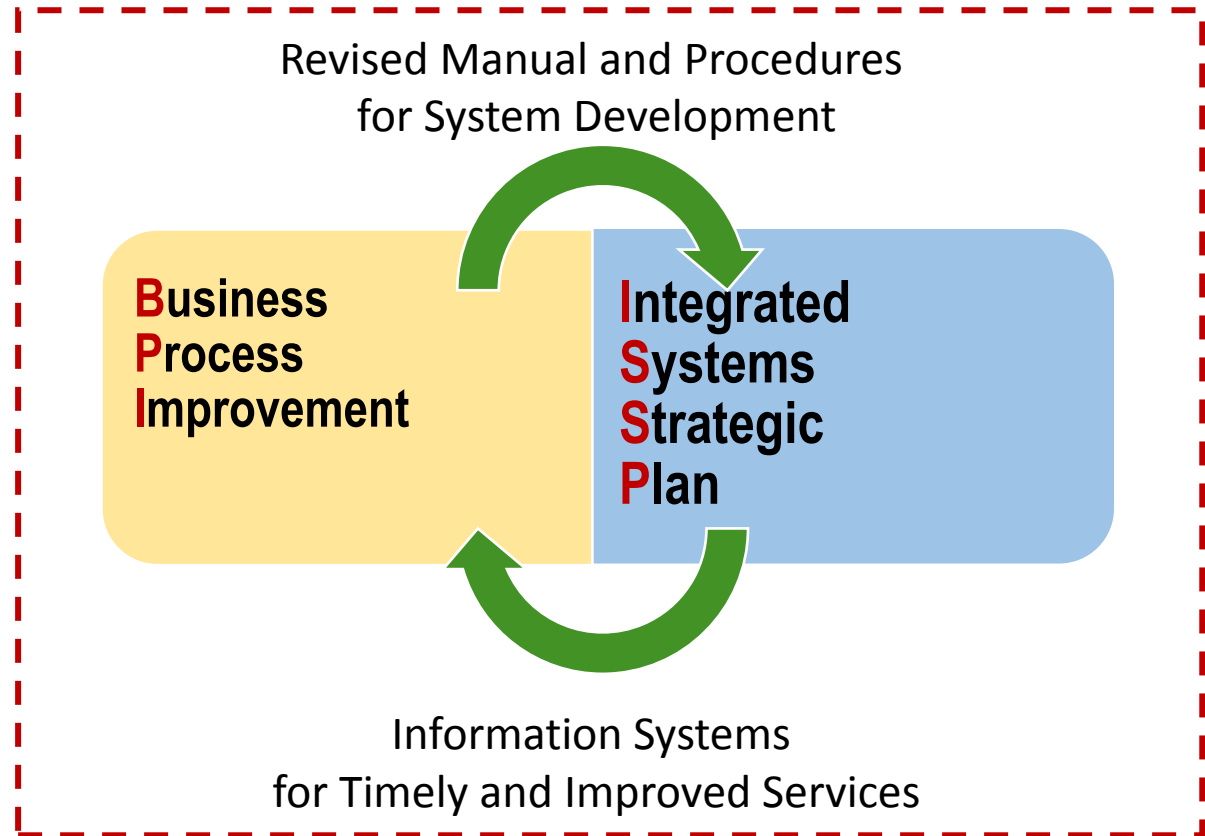 Revised Manual and Procedures
for System Development
Business
Process
Improvement
Integrated
Systems
Strategic
Plan
Information Systems
for Timely and Improved Services